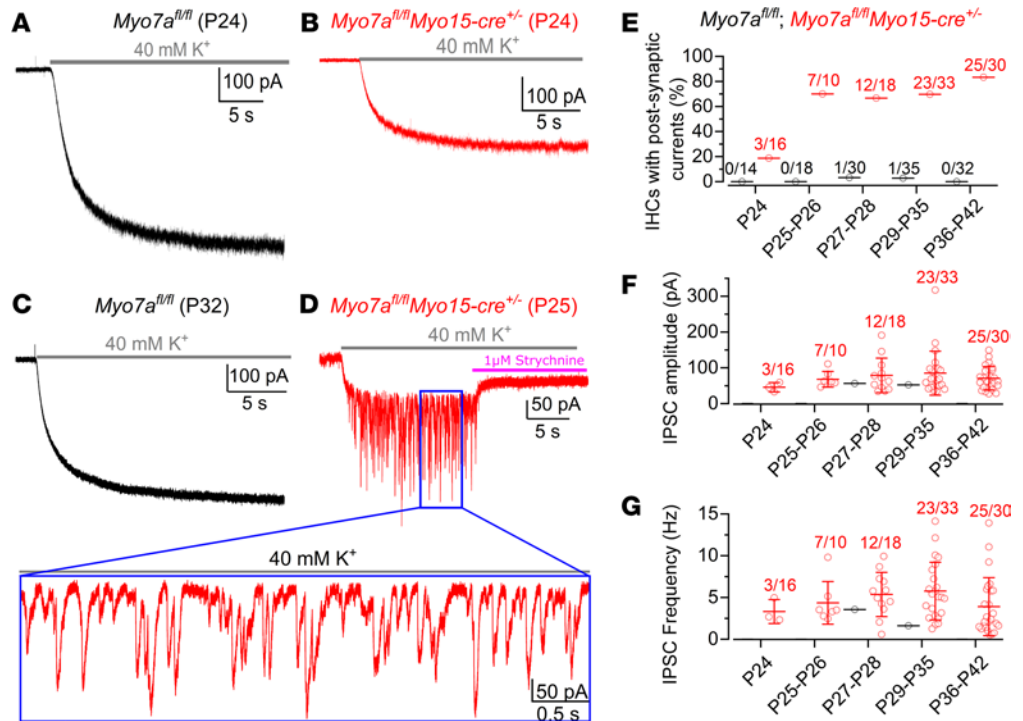 A
Myo7a^fl/fl (P24)
40 mM K+
100 pA
5 s
B
Myo7a^fl/fl Myo15-cre^+/- (P24)
40 mM K+
100 pA
5 s
C
Myo7a^fl/fl (P32)
40 mM K+
100 pA
5 s
D
Myo7a^fl/fl Myo15-cre^+/- (P25)
40 mM K+
1μM Strychnine
50 pA
5 s
40 mM K+
50 pA
0.5 s
E
Myo7a^fl/fl; Myo7a^fl/fl Myo15-cre^+/-
IHCs with post-synaptic
currents (%)
100
80
60
40
20
0
0/14
3/16
0/18
7/10
1/30
12/18
1/35
23/33
0/32
25/30
P24
P25-P26
P27-P28
P29-P35
P36-P42
F
IPSC amplitude (pA)
350
250
150
100
50
0
3/16
7/10
12/18
23/33
25/30
P24
P25-P26
P27-P28
P29-P35
P36-P42
G
IPSC Frequency (Hz)
15
10
5
0
3/16
7/10
12/18
23/33
25/30
P24
P25-P26
P27-P28
P29-P35
P36-P42